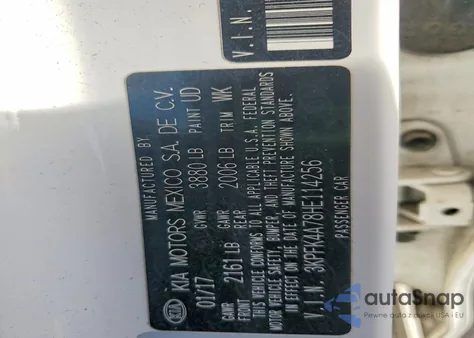 V.I.N.
MANUFACTURED BY
KIA
KIA MOTORS MEXICO S.A. DE C.V.
01/17 GVWR 3880 LB PAINT UD
GAWR FRONT 2161 LB GAWR REAR 2006 LB TRIM WK
THIS VEHICLE CONFORMS TO ALL APPLICABLE U.S.A. FEDERAL
MOTOR VEHICLE SAFETY, BUMPER, AND THEFT PREVENTION STANDARDS
IN EFFECT ON THE DATE OF MANUFACTURE SHOWN ABOVE.
V.I.N. 3KPFK4A78HE114256
PASSENGER CAR
autoSnap